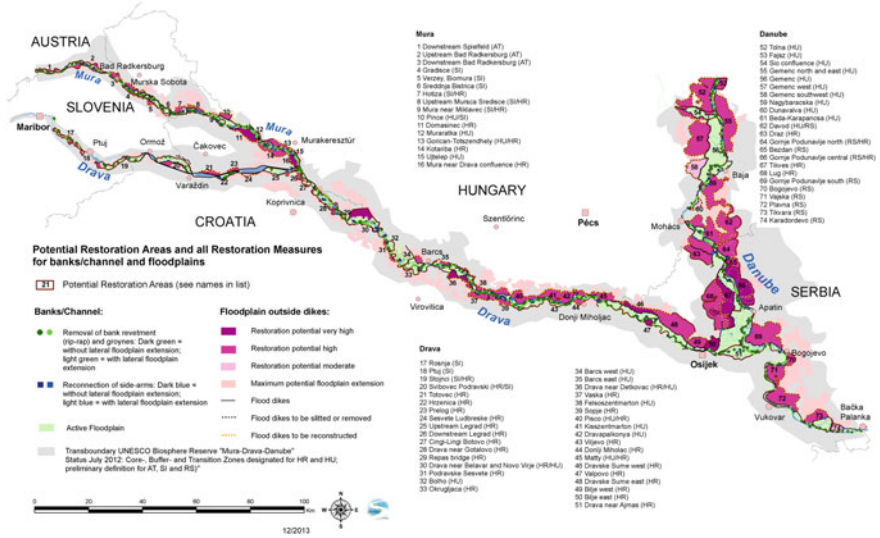 AUSTRIA
Bad Radkersburg
Mura
Murska Sobota
SLOVENIA
Maribor
Ptuj
Ormož
Čakovec
Varaždin
Drava
Mura
Murakeresztúr
CROATIA
Koprivnica
HUNGARY
Szentlőrinc
Pécs
Barcs
Virovitica
Drava
Donji Miholjac
Osijek
Baja
Mohács
Danube
SERBIA
Apatin
Bogojevo
Vukovar
Bačka
Palanka
Mura
1 Downstream Spielfeld (AT)
2 Upstream Bad Radkersburg (AT)
3 Downstream Bad Radkersburg (AT)
4 Gradisce (SI)
5 Verzey, Biomura (SI)
6 Sreddnja Bistrica (SI)
7 Hotiza (SI/HR)
8 Upstream Mursca Sredisce (SI/HR)
9 Mura near Miklavec (SI/HR)
10 Pince (HU/SI)
11 Domasinec (HR)
12 Muraratka (HU)
13 Gorican-Totszerdhely (HU/HR)
14 Kotariba (HR)
15 Ujtelep (HU)
16 Mura near Drava confluence (HR)
Danube
52 Tolna (HU)
53 Fajsz (HU)
54 Sio confluence (HU)
55 Gemenc north and east (HU)
56 Gemenc (HU)
57 Gemenc west (HU)
58 Gemenc southwest (HU)
59 Nagybaracska (HU)
60 Dunavalva (HU)
61 Beda-Karapancsa (HU)
62 Davod (HU/RS)
63 Draz (HR)
64 Gornje Podunavlje north (RS/HR)
65 Bezdan (RS)
66 Gornje Podunavlje central (RS/HR)
67 Tikves (HR)
68 Lug (HR)
69 Gornje Podunavlje south (RS)
70 Bogojevo (RS)
71 Vajska (RS)
72 Plavna (RS)
73 Tikvara (RS)
74 Karadordevo (RS)
Potential Restoration Areas and all Restoration Measures
for banks/channel and floodplains
21 Potential Restoration Areas (see names in list)
Banks/Channel:
Removal of bank revetment
(rip-rap) and groynes: Dark green =
without lateral floodplain extension;
light green = with lateral floodplain
extension
Reconnection of side-arms: Dark blue =
without lateral floodplain extension;
light blue = with lateral floodplain extension
Active Floodplain
Floodplain outside dikes:
Restoration potential very high
Restoration potential high
Restoration potential moderate
Maximum potential floodplain extension
Flood dikes
Flood dikes to be slitted or removed
Flood dikes to be reconstructed
Transboundary UNESCO Biosphere Reserve "Mura-Drava-Danube"
Status July 2012: Core-, Buffer- and Transition Zones designated for HR and HU;
preliminary definition for AT, SI and RS)"
0 20 40 60 80 100
Km
12/2013
N
W E
S
Drava
17 Rosnja (SI)
18 Ptuj (SI)
19 Stojnci (SI/HR)
20 Svibovec Podravski (HR/SI)
21 Totovec (HR)
22 Hrzenica (HR)
23 Prelog (HR)
24 Sesvete Ludbreske (HR)
25 Upstream Legrad (HR)
26 Downstream Legrad (HR)
27 Cingi-Lingi Botovo (HR)
28 Drava near Gotalovo (HR)
29 Repas bridge (HR)
30 Drava near Belavar and Novo Virje (HR/HU)
31 Podravske Sesvete (HR)
32 Bolho (HU)
33 Okrugljaca (HR)
34 Barcs west (HU)
35 Barcs east (HU)
36 Drava near Detkovac (HR/HU)
37 Vaska (HR)
38 Felsoszentmarton (HU)
39 Sopje (HR)
40 Pisco (HU/HR)
41 Kisszentmarton (HU)
42 Dravapalkonya (HU)
43 Viljevo (HR)
44 Donji Miholac (HR)
45 Matty (HU/HR)
46 Dravske Sume west (HR)
47 Valpovo (HR)
48 Dravske Sume east (HR)
49 Bilje west (HR)
50 Bilje east (HR)
51 Drava near Ajmas (HR)